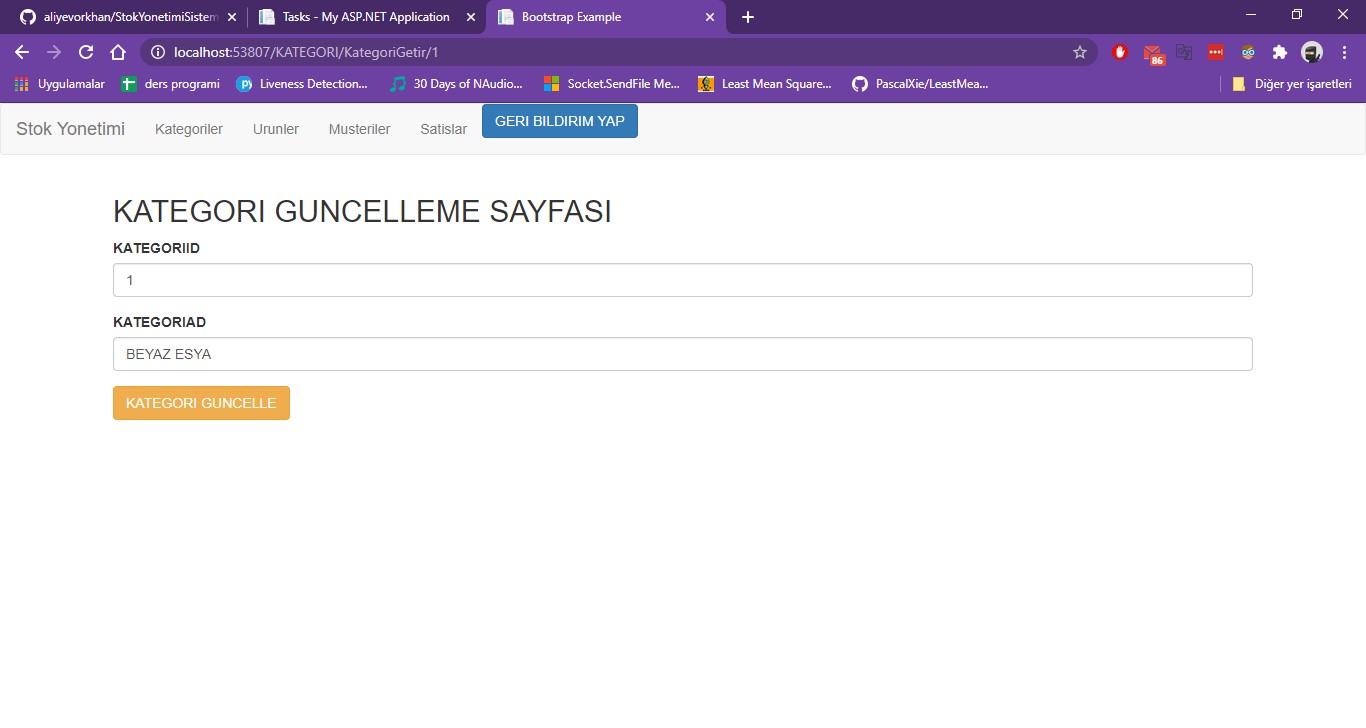 aliyevorkhan/StokYonetimiSistem
Tasks - My ASP.NET Application
Bootstrap Example
localhost:53807/KATEGORI/KategoriGetir/1
86
Uygulamalar
ders programi
Liveness Detection...
30 Days of NAudio...
Socket.SendFile Me...
Least Mean Square...
PascalXie/LeastMea...
Diğer yer işaretleri
Stok Yonetimi
Kategoriler
Urunler
Musteriler
Satislar
GERI BILDIRIM YAP
KATEGORI GUNCELLEME SAYFASI
KATEGORIID
1
KATEGORIAD
BEYAZ ESYA
KATEGORI GUNCELLE